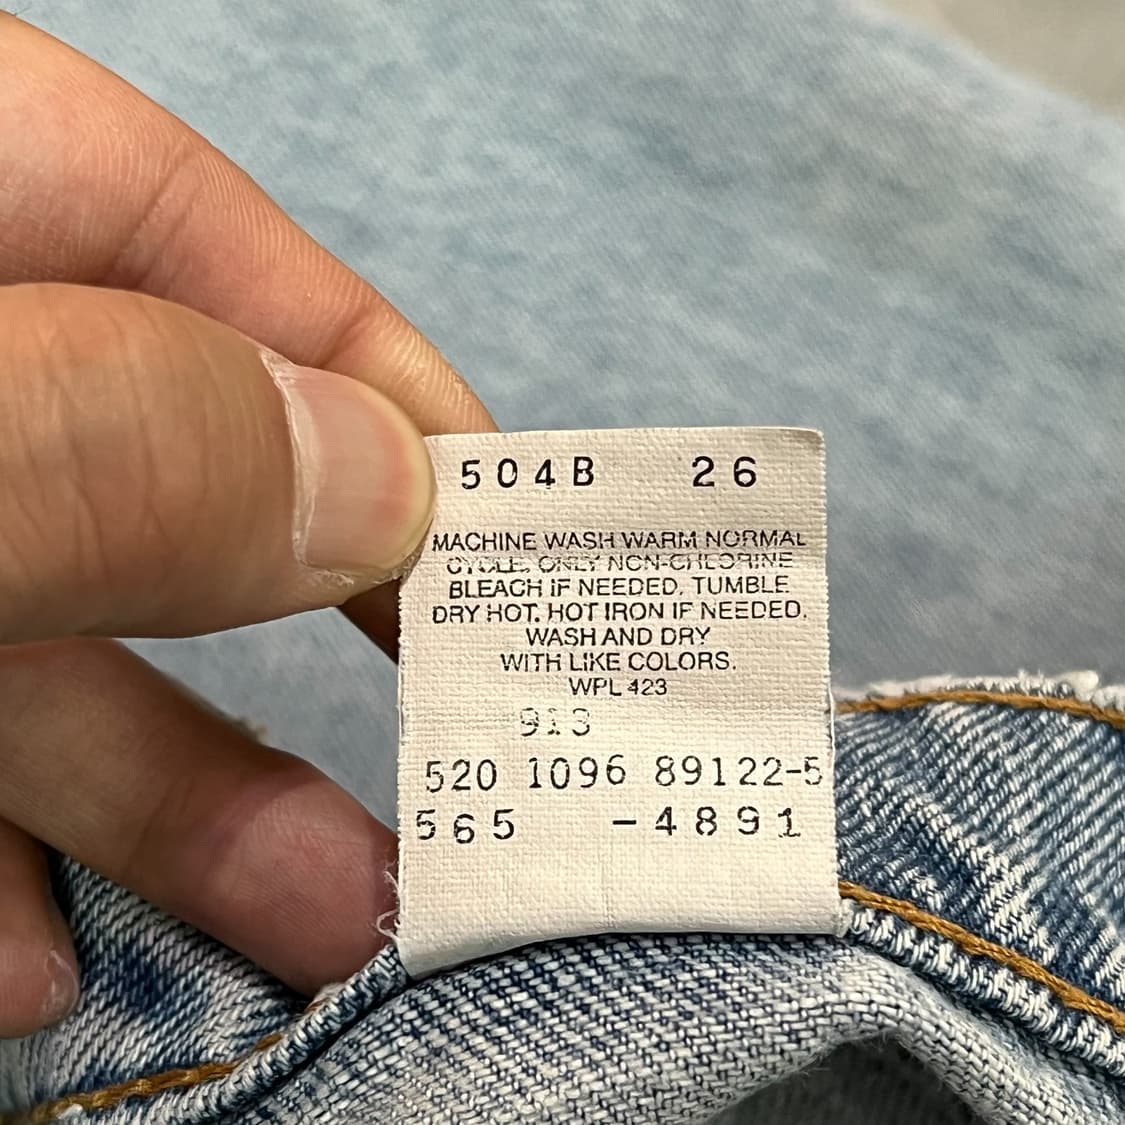 504B 26
MACHINE WASH WARM NORMAL
CYCLE, ONLY NON-CHLORINE
BLEACH IF NEEDED. TUMBLE
DRY HOT. HOT IRON IF NEEDED.
WASH AND DRY
WITH LIKE COLORS.
WPL 423
913
520 1096 89122-5
565 -4891